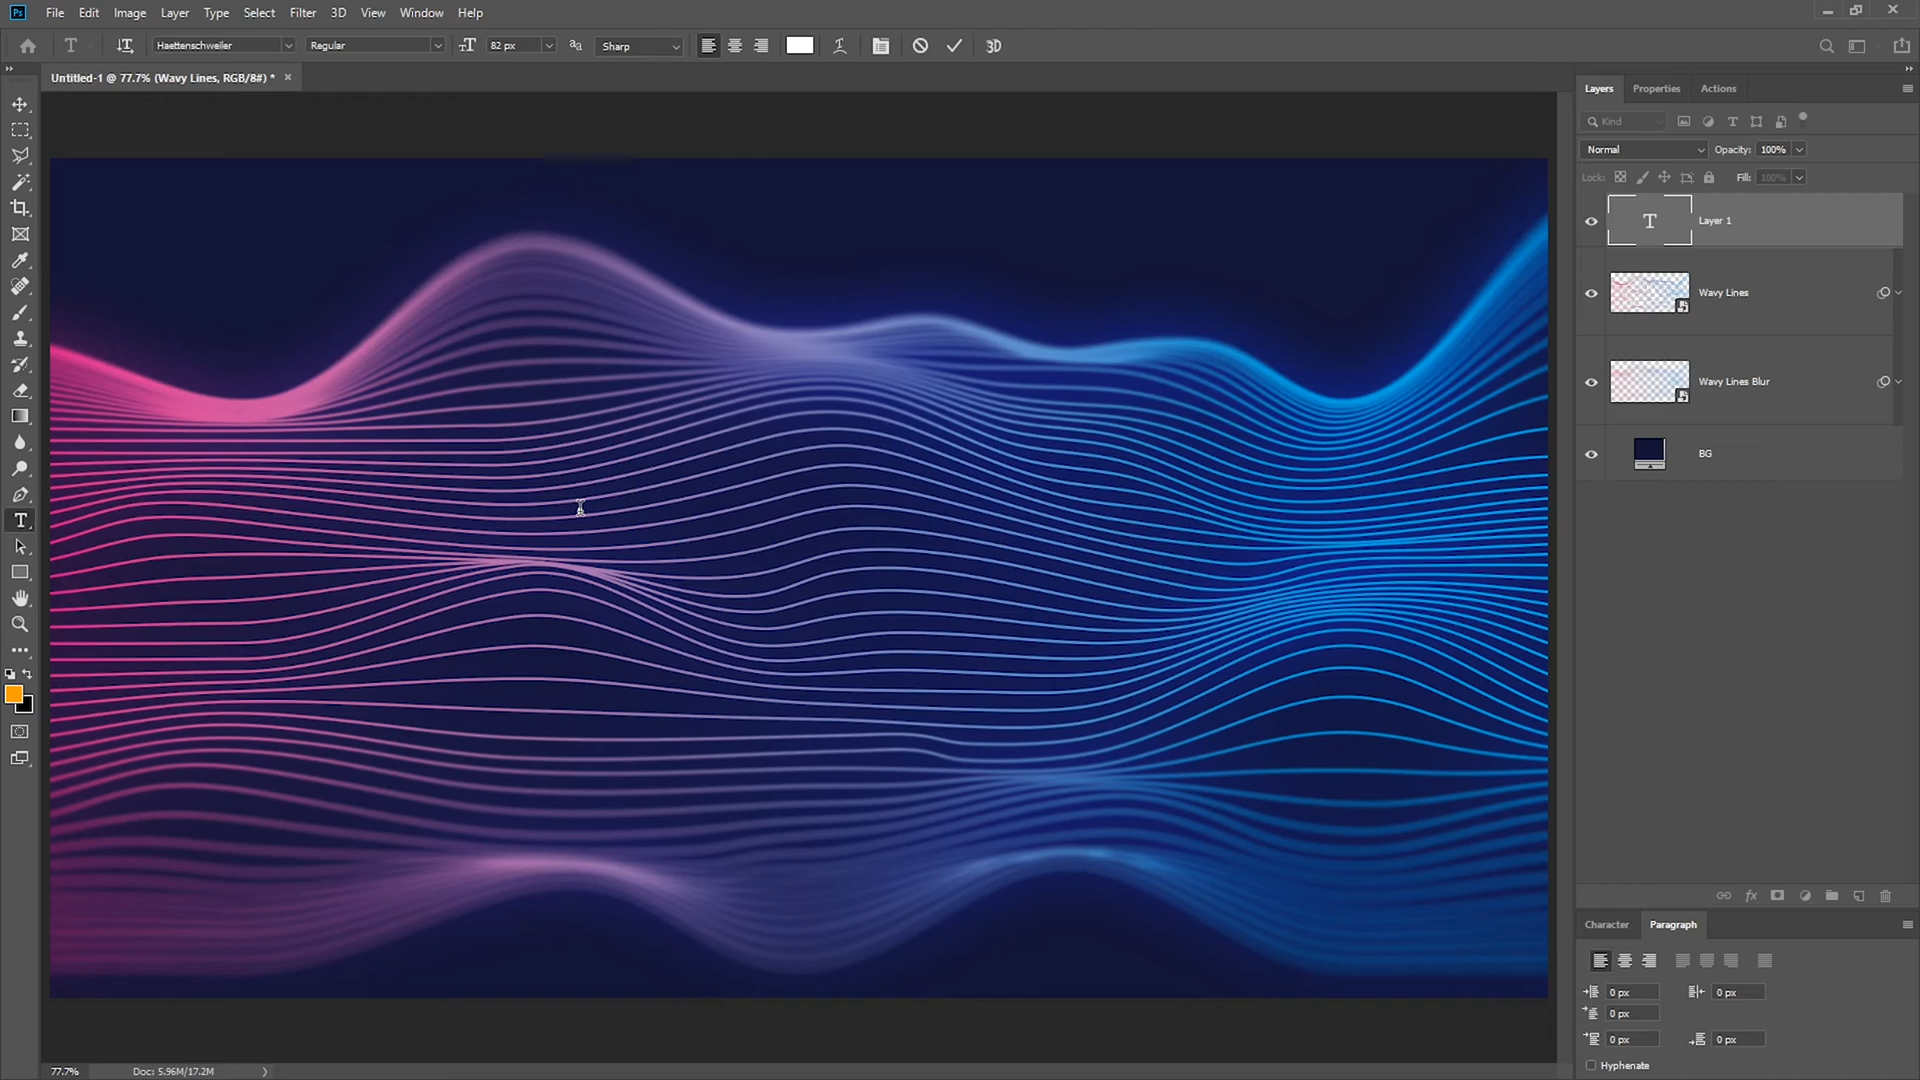 Ps File Edit Image Layer Type Select Filter 3D View Window Help
T Haettenschweiler Regular 82 px Sharp 3D
Untitled-1 @ 77.7% (Wavy Lines, RGB/8#) *
Layers Properties Actions
Kind
Normal Opacity: 100%
Lock: Fill: 100%
T Layer 1
Wavy Lines
Wavy Lines Blur
BG
Character Paragraph
0 px 0 px
0 px
0 px 0 px
Hyphenate
77.7% Doc: 5.96M/17.2M